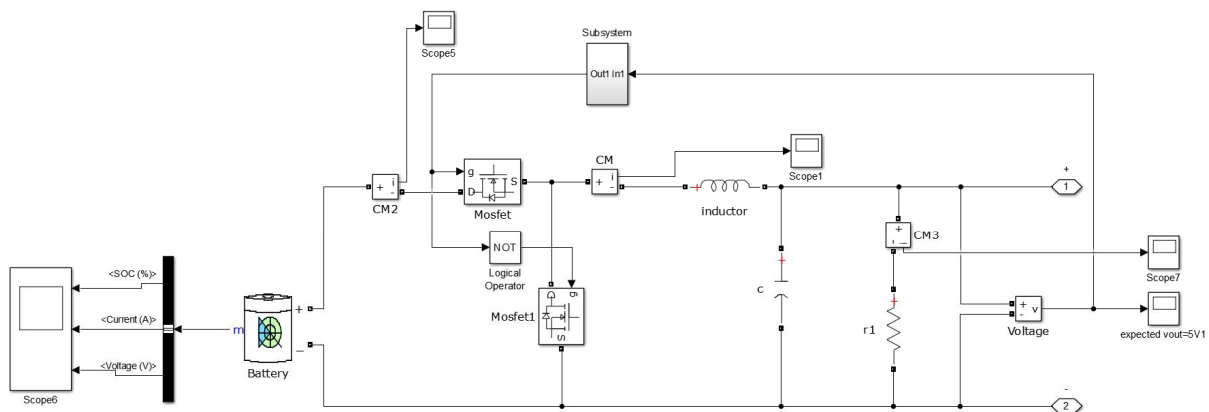 Scope5
Subsystem
Out1 In1
i
+
-
CM2
g
D
S
Mosfet
CM
+
i
-
Scope1
+
inductor
+
1
NOT
Logical
Operator
g
D
S
Mosfet1
+
c
+
-
i
CM3
Scope7
+
r1
+
-
v
Voltage
expected vout=5V1
<SOC (%)>
<Current (A)>
<Voltage (V)>
Scope6
m
+
_
Battery
-
2